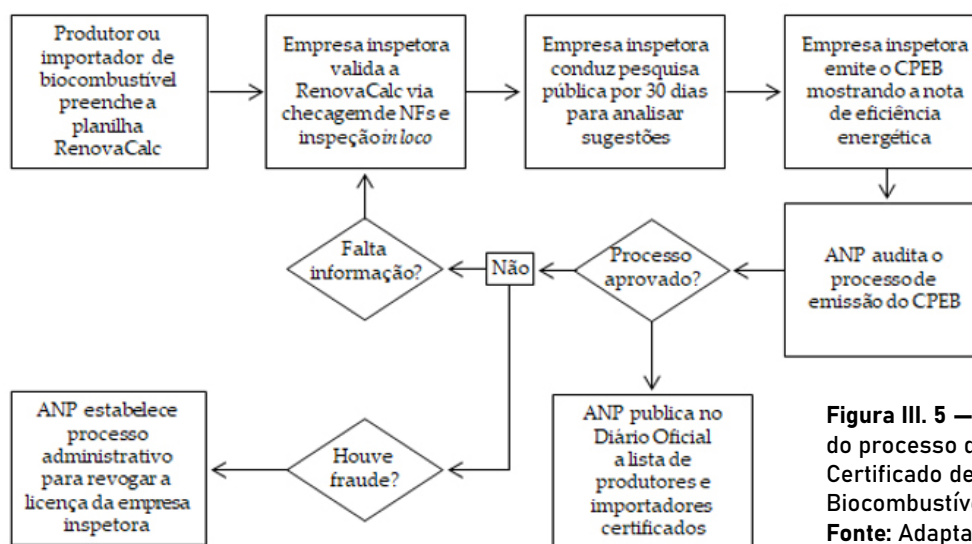 Produtor ou
importador de
biocombustível
preenche a
planilha
RenovaCalc
Empresa inspetora
valida a
RenovaCalc via
checagem de NFs e
inspeção in loco
Empresa inspetora
conduz pesquisa
pública por 30 dias
para analisar
sugestões
Empresa inspetora
emite o CPEB
mostrando a nota
de eficiência
energética
ANP audita o
processo de
emissão do CPEB
Processo
aprovado?
Não
Falta
informação?
Houve
fraude?
ANP estabelece
processo
administrativo
para revogar a
licença da empresa
inspetora
ANP publica no
Diário Oficial
a lista de
produtores e
importadores
certificados
Figura III. 5 —
do processo
Certificado de
Biocombustív
Fonte: Adapta